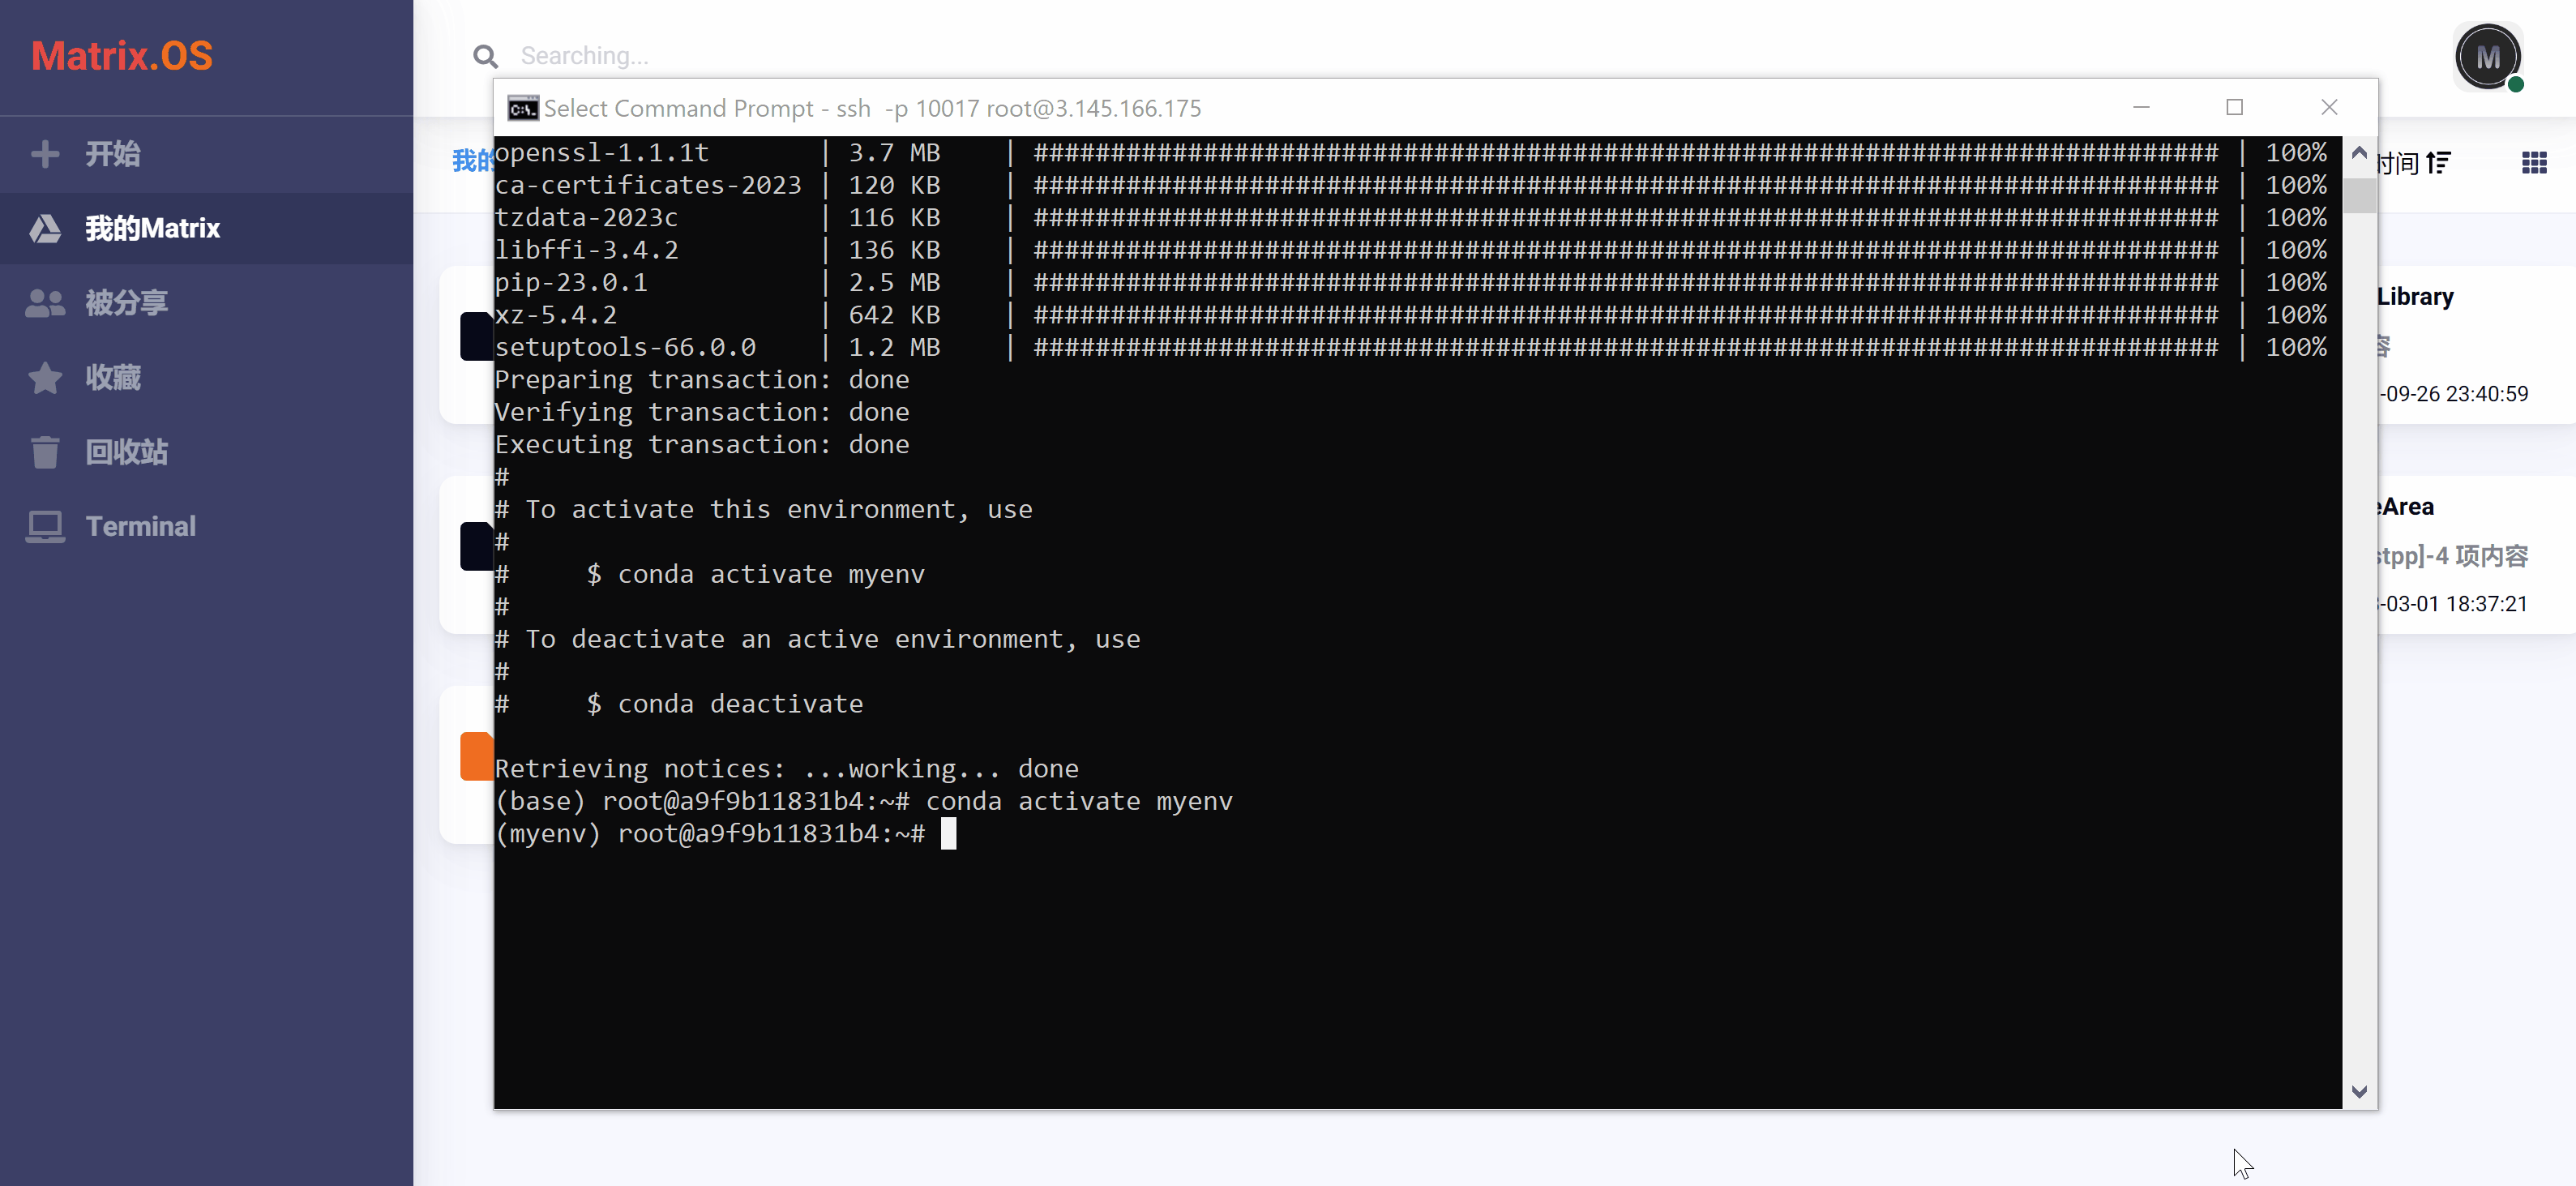 Matrix.OS
Searching...
M
Select Command Prompt - ssh  -p 10017 root@3.145.166.175
开始
我的Matrix
被分享
收藏
回收站
Terminal
我的
时间
openssl-1.1.1t       | 3.7 MB    | ############################################################################# | 100%
ca-certificates-2023 | 120 KB    | ############################################################################# | 100%
tzdata-2023c         | 116 KB    | ############################################################################# | 100%
libffi-3.4.2         | 136 KB    | ############################################################################# | 100%
pip-23.0.1           | 2.5 MB    | ############################################################################# | 100%
xz-5.4.2             | 642 KB    | ############################################################################# | 100%
setuptools-66.0.0    | 1.2 MB    | ############################################################################# | 100%
Preparing transaction: done
Verifying transaction: done
Executing transaction: done
#
# To activate this environment, use
#
#     $ conda activate myenv
#
# To deactivate an active environment, use
#
#     $ conda deactivate

Retrieving notices: ...working... done
(base) root@a9f9b11831b4:~# conda activate myenv
(myenv) root@a9f9b11831b4:~#
Library
容
-09-26 23:40:59
eArea
stpp]-4 项内容
-03-01 18:37:21